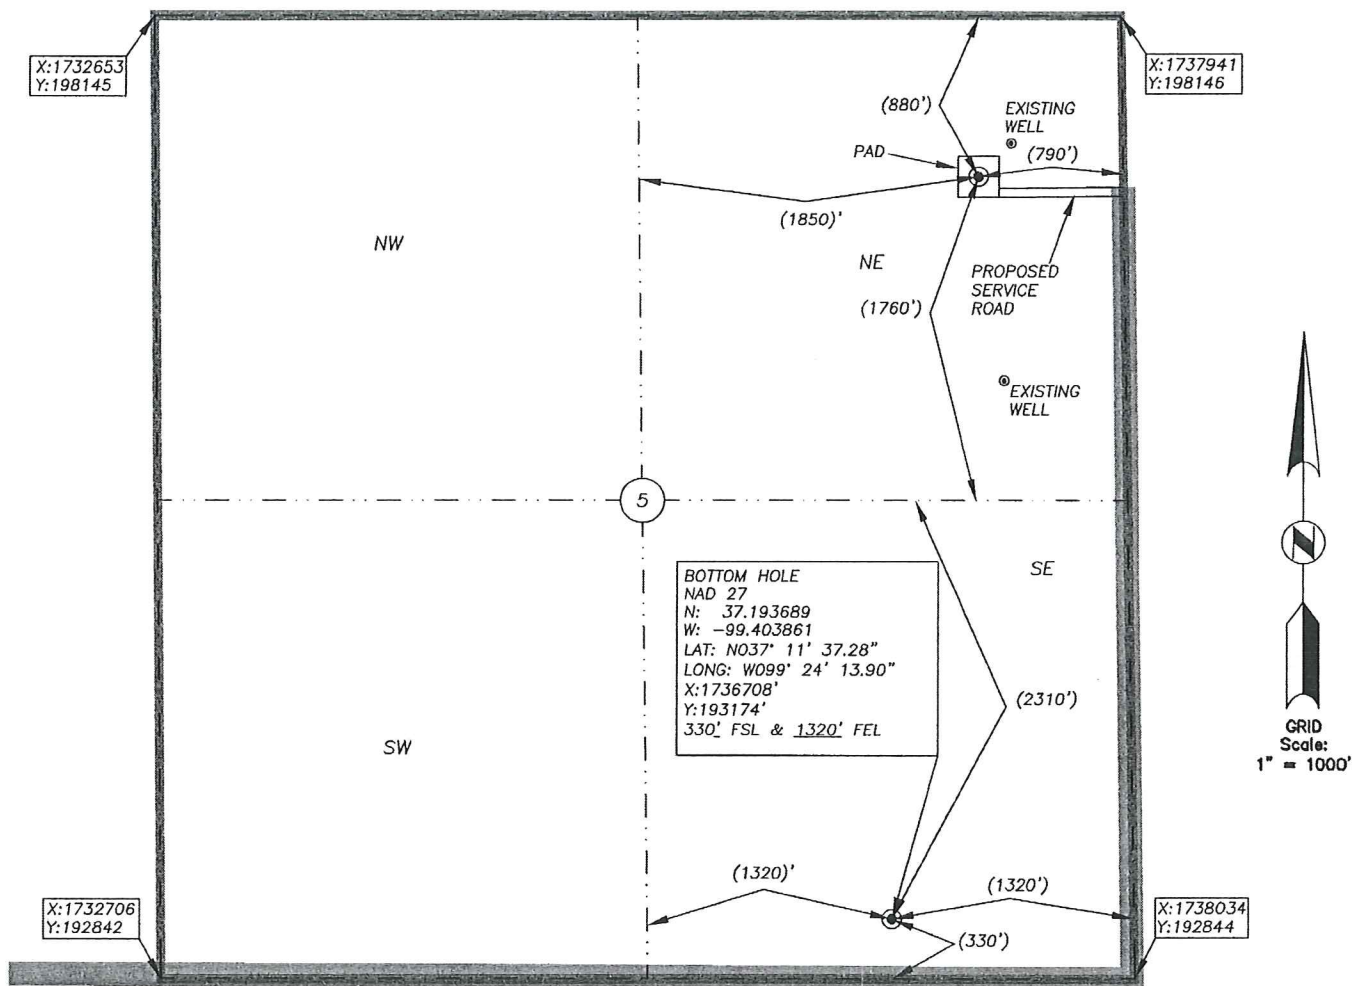 X:1732653
Y:198145
X:1737941
Y:198146
(880')
EXISTING
WELL
PAD
(790')
(1850)'
NW
NE
PROPOSED
SERVICE
ROAD
(1760')
EXISTING
WELL
5
SE
BOTTOM HOLE
NAD 27
N: 37.193689
W: -99.403861
LAT: N037° 11' 37.28"
LONG: W099° 24' 13.90"
X:1736708'
Y:193174'
330' FSL & 1320' FEL
(2310')
SW
N
GRID
Scale:
1" = 1000'
(1320)'
(1320')
(330')
X:1732706
Y:192842
X:1738034
Y:192844